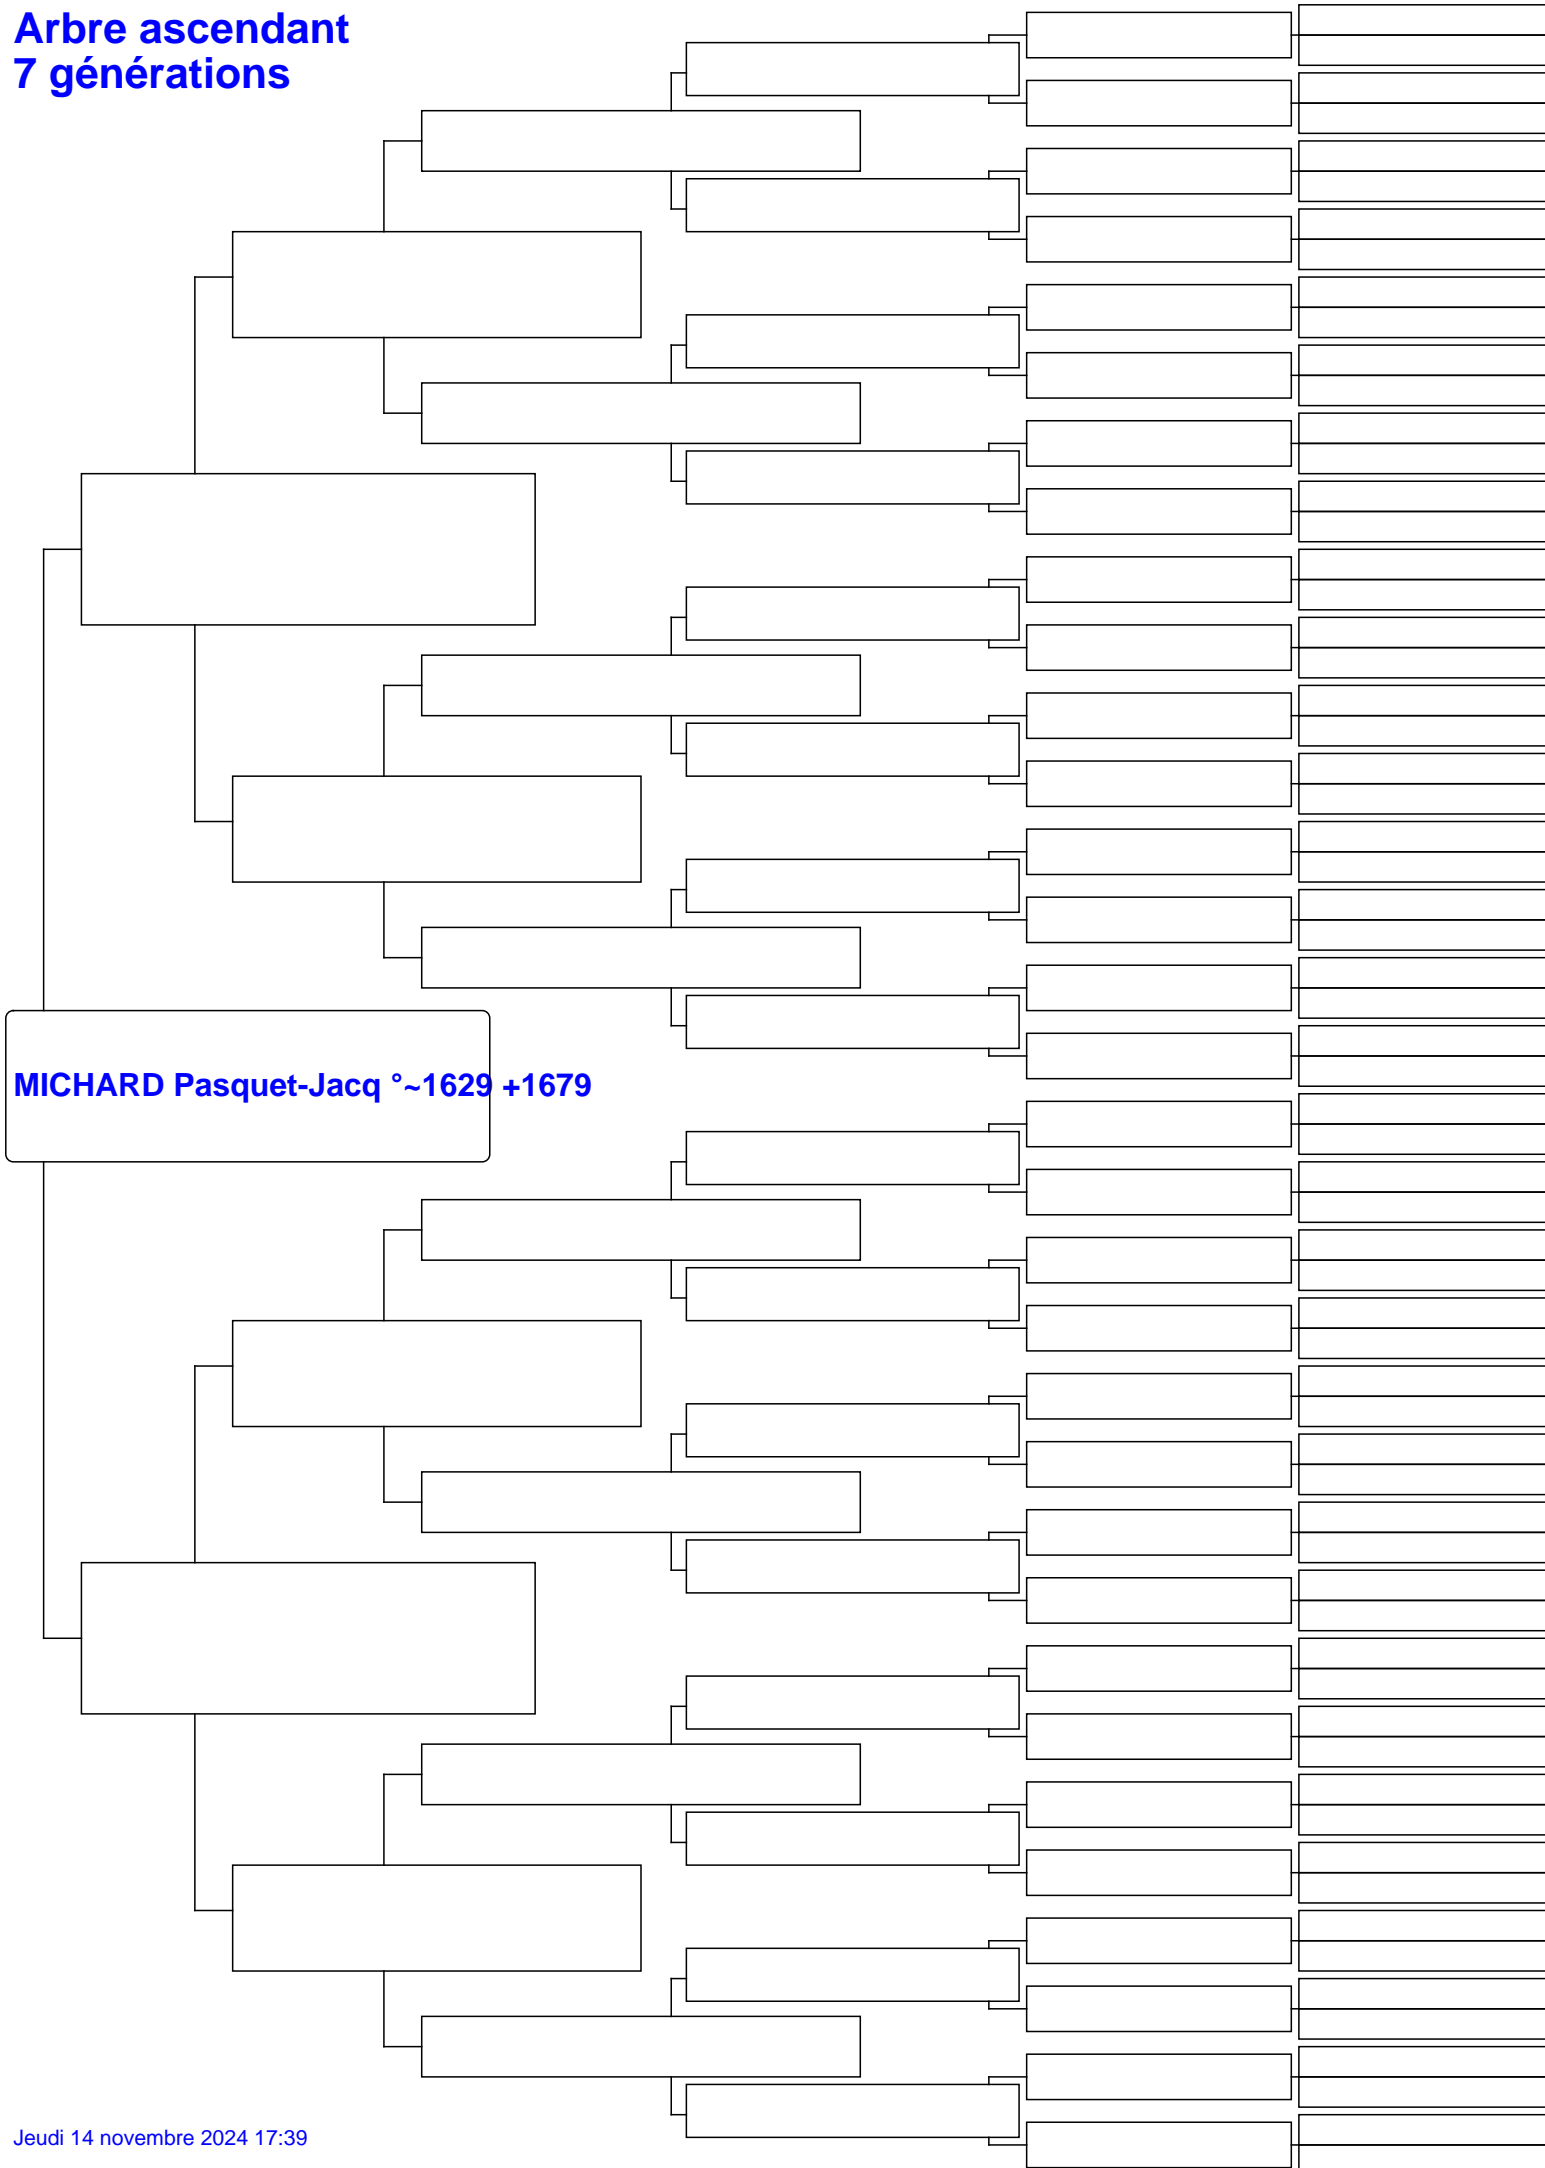 Arbre ascendant
7 générations
MICHARD Pasquet-Jacq °~1629 +1679
Jeudi 14 novembre 2024 17:39